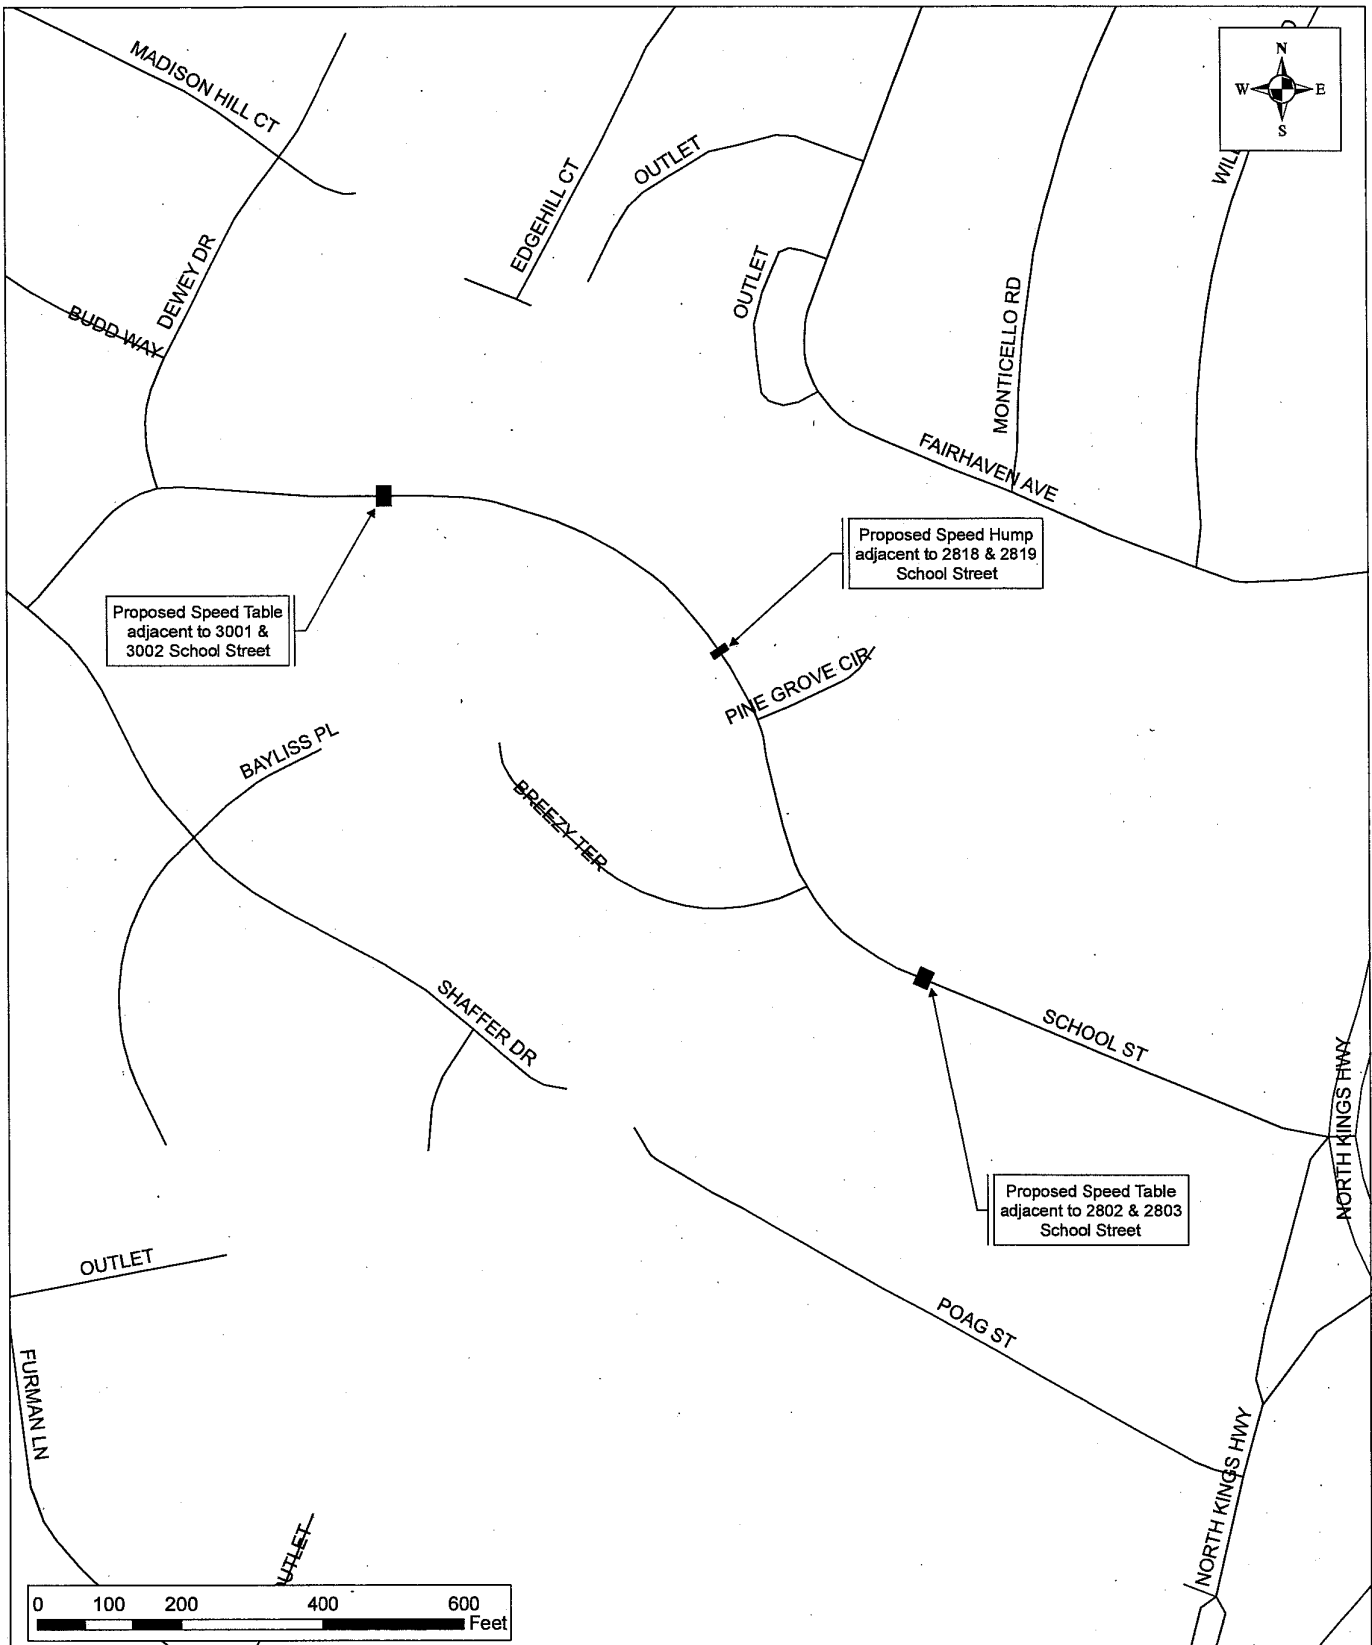 MADISON HILL CT
N
W E
S
OUTLET
EDGEHILL CT
DEWEY DR
OUTLET
BUDD WAY
MONTICELLO RD
FAIRHAVEN AVE
Proposed Speed Hump
adjacent to 2818 & 2819
School Street
Proposed Speed Table
adjacent to 3001 &
3002 School Street
PINE GROVE CIR
BAYLISS PL
BREEZY TER
SHAFFER DR
SCHOOL ST
NORTH KINGS HWY
Proposed Speed Table
adjacent to 2802 & 2803
School Street
OUTLET
POAG ST
FURMAN LN
NORTH KINGS HWY
0 100 200 400 600
Feet